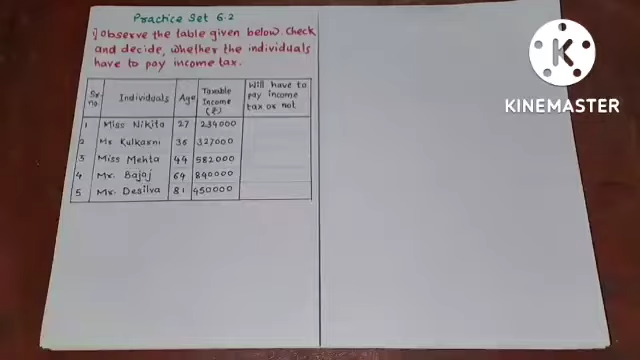 Practice Set 6.2
1) Observe the table given below. Check
and decide, whether the individuals
have to pay income tax.
Sr. no. Individuals Age Taxable Income (₹) Will have to pay income tax or not
1 Miss Nikita 27 234000
2 Mr Kulkarni 36 327000
3 Miss Mehta 44 582000
4 Mr. Bajaj 64 840000
5 Mr. Desilva 81 450000
KINEMASTER